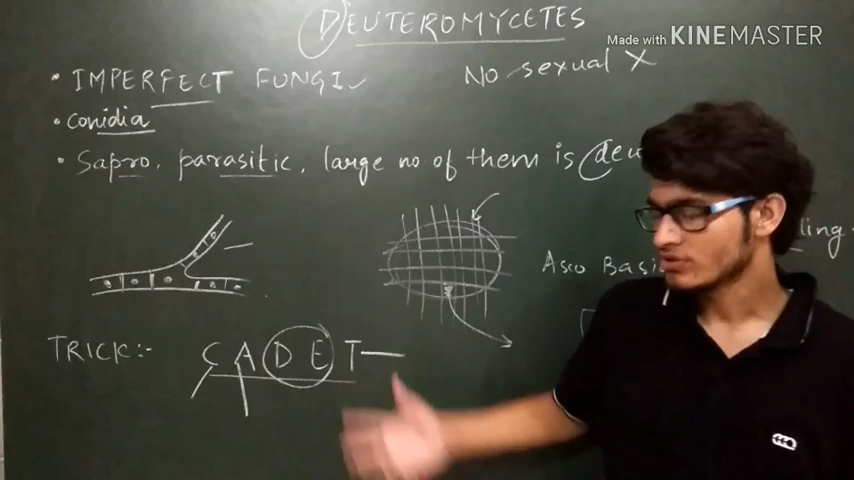 DEUTEROMYCETES
Made with KINEMASTER
• IMPERFECT FUNGI
No sexual X
• Conidia
• Sapro, parasitic, large no of them is
ling
Asco Basi
TRICK:- CADET